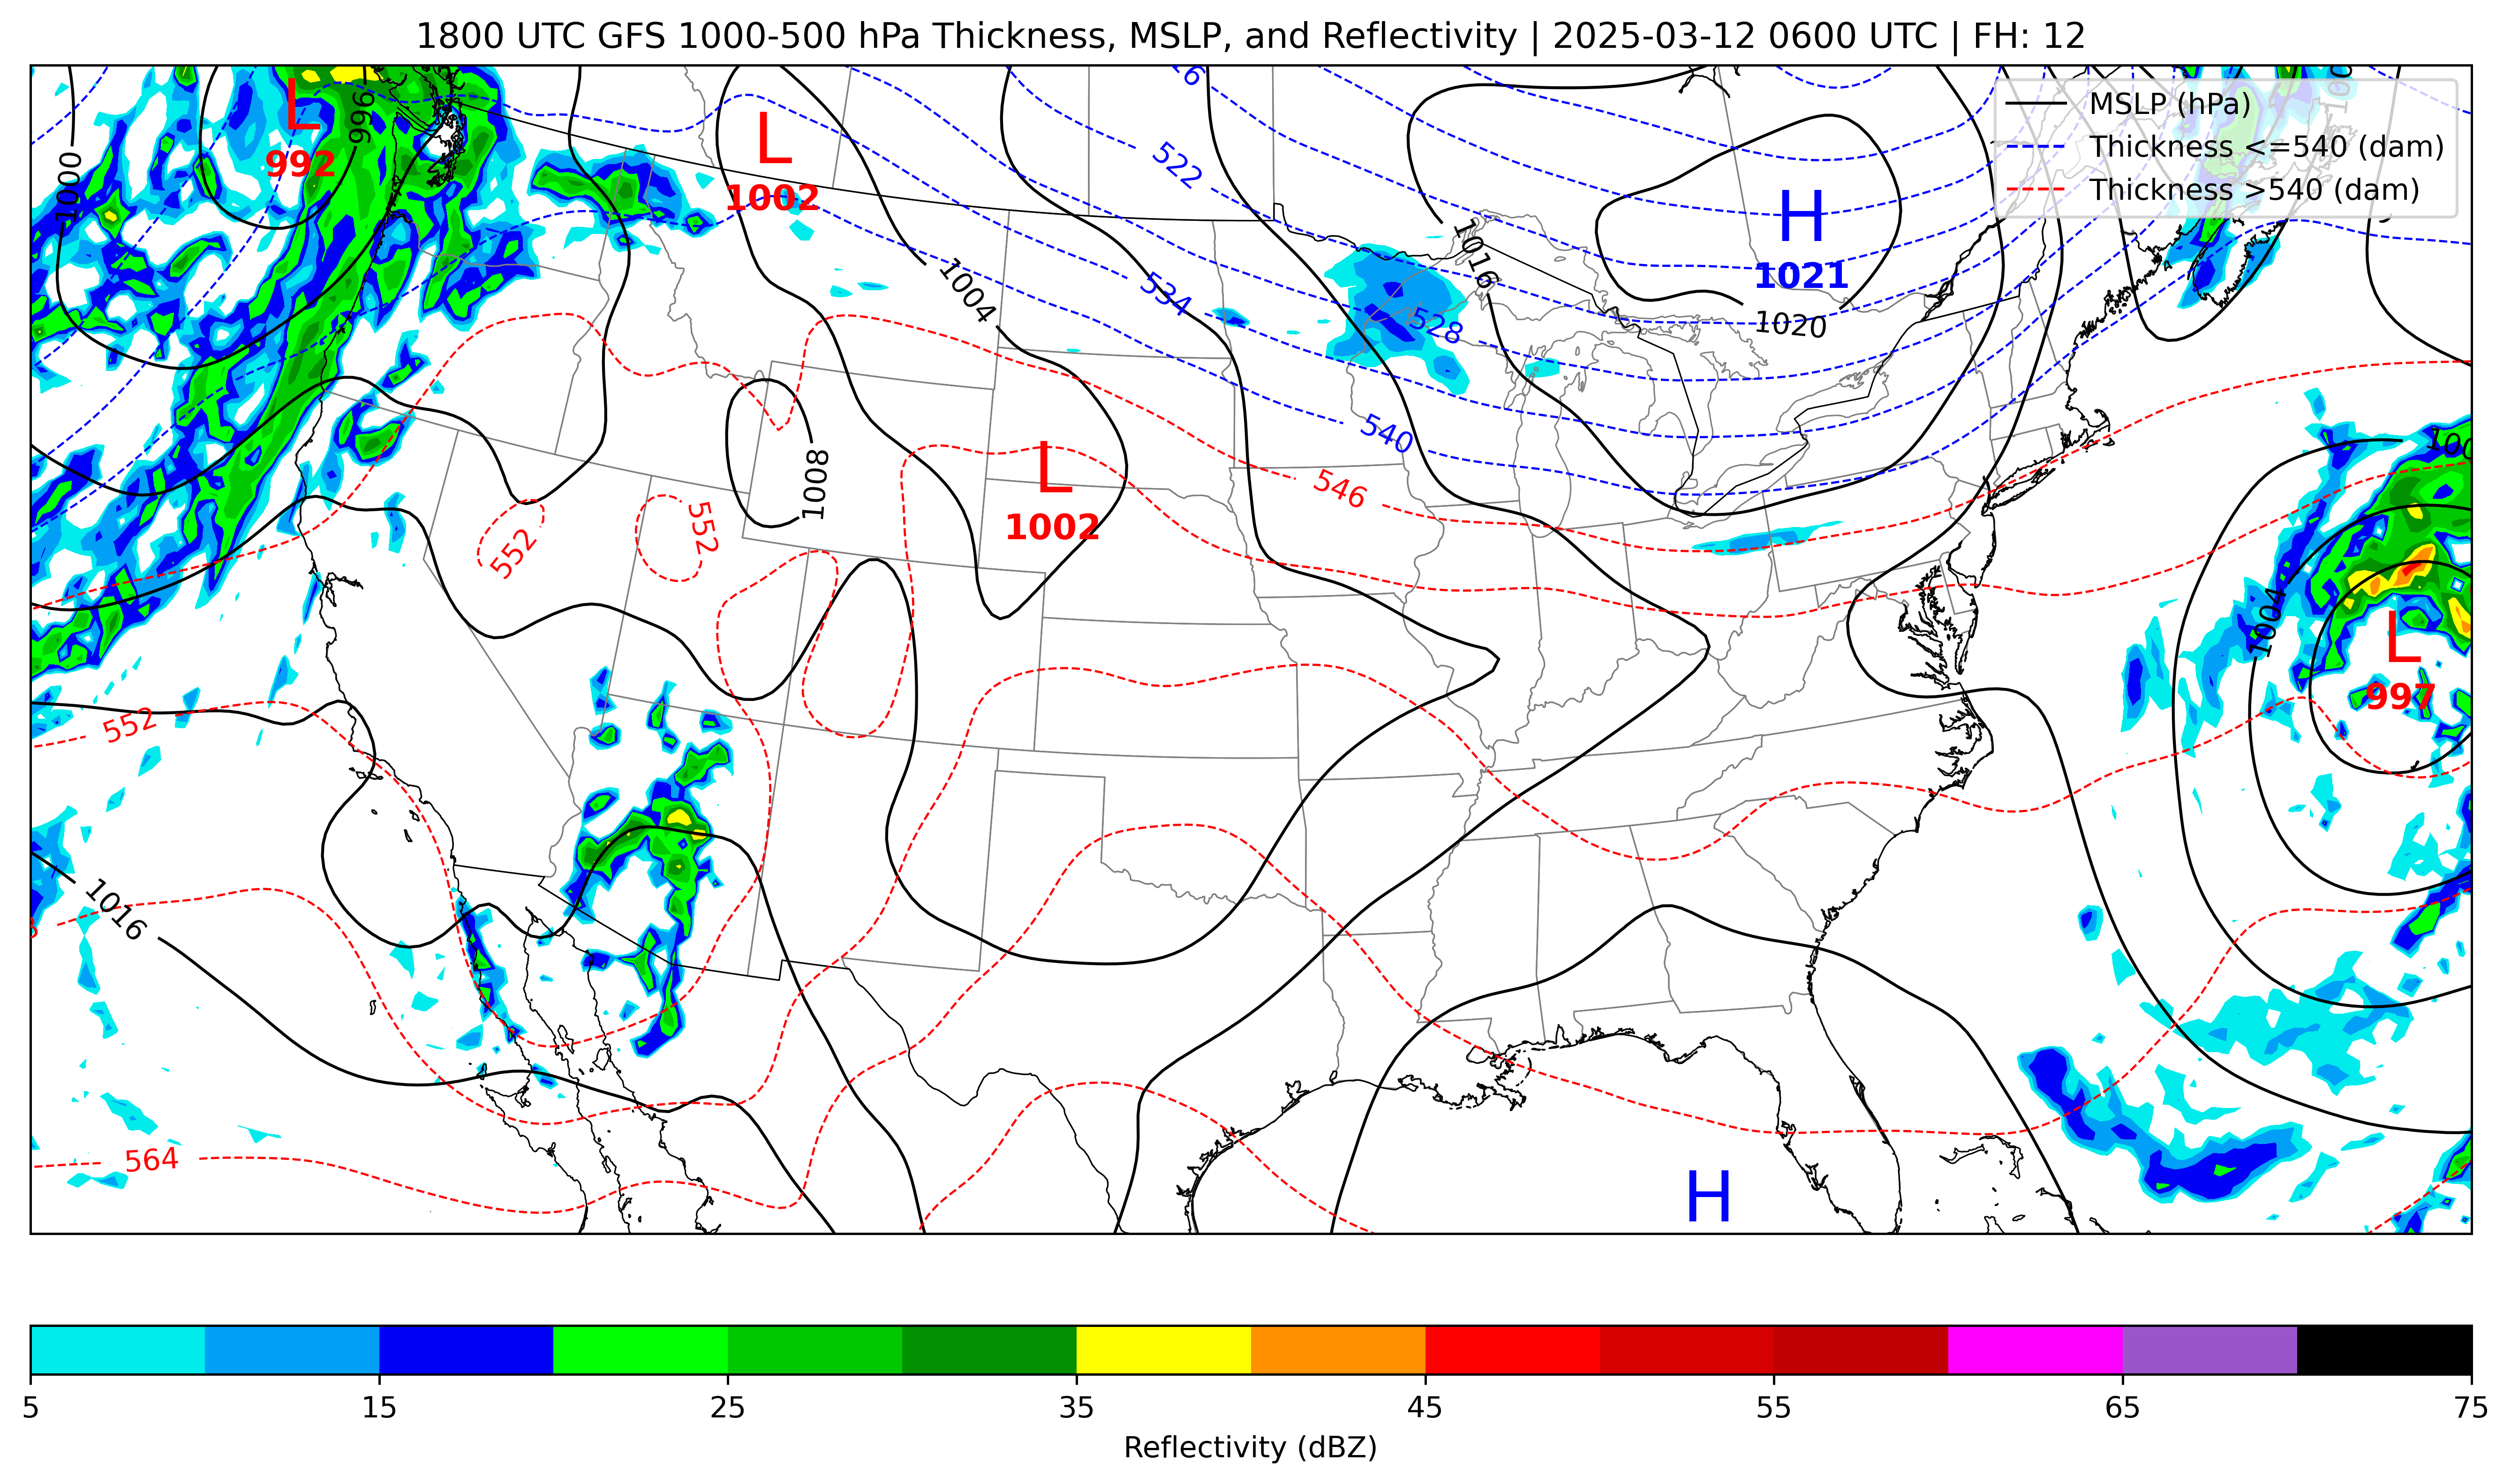 1800 UTC GFS 1000-500 hPa Thickness, MSLP, and Reflectivity | 2025-03-12 0600 UTC | FH: 12
MSLP (hPa)
Thickness <=540 (dam)
Thickness >540 (dam)
L
992
996
1000
L
1002
522
H
1021
1020
1016
1004
534
528
540
546
1008
L
1002
552
552
552
1004
L
997
1016
564
H
5 15 25 35 45 55 65 75
Reflectivity (dBZ)